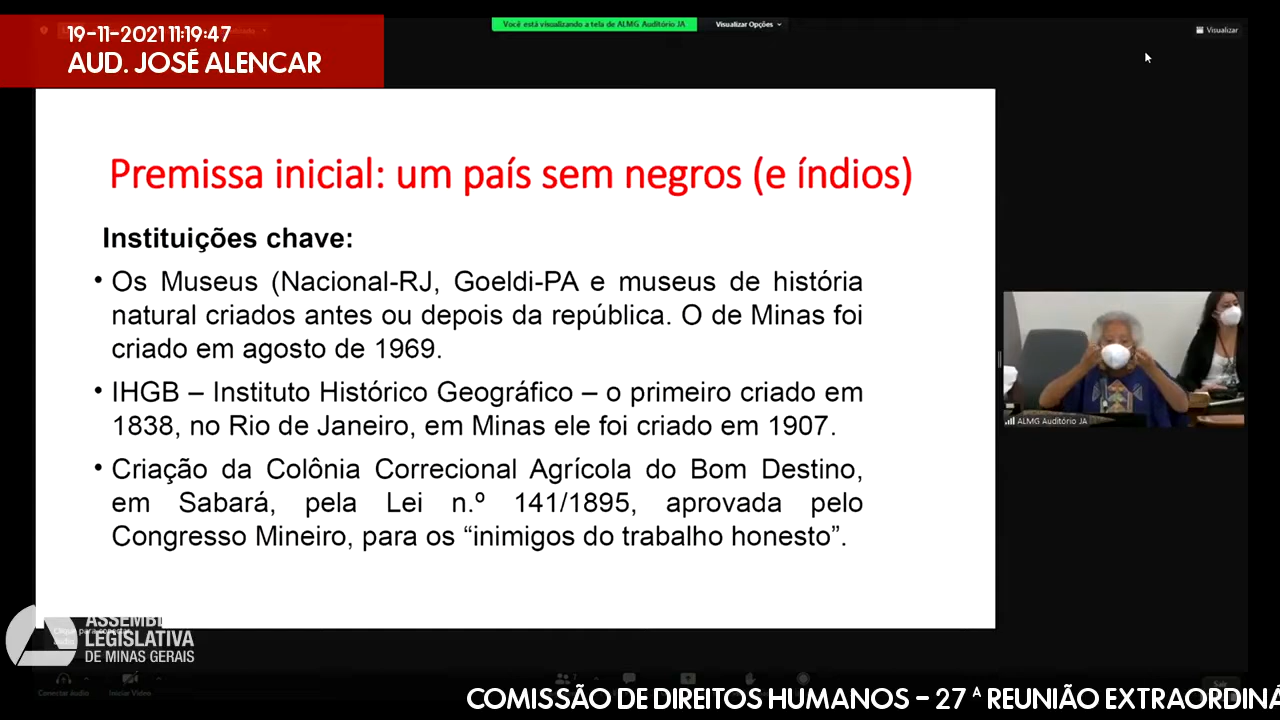 19-11-2021 11:19:47
AUD. JOSÉ ALENCAR
Você está visualizando a tela de ALMG Auditório JA
Visualizar Opções
Visualizar
Premissa inicial: um país sem negros (e índios)
Instituições chave:
• Os Museus (Nacional-RJ, Goeldi-PA e museus de história
natural criados antes ou depois da república. O de Minas foi
criado em agosto de 1969.
• IHGB – Instituto Histórico Geográfico – o primeiro criado em
1838, no Rio de Janeiro, em Minas ele foi criado em 1907.
• Criação da Colônia Correcional Agrícola do Bom Destino,
em Sabará, pela Lei n.º 141/1895, aprovada pelo
Congresso Mineiro, para os “inimigos do trabalho honesto”.
ALMG Auditório JA
LEGISLATIVA
DE MINAS GERAIS
Conectar áudio
Iniciar Vídeo
Sair
COMISSÃO DE DIREITOS HUMANOS – 27 ª REUNIÃO EXTRAORDINÁ